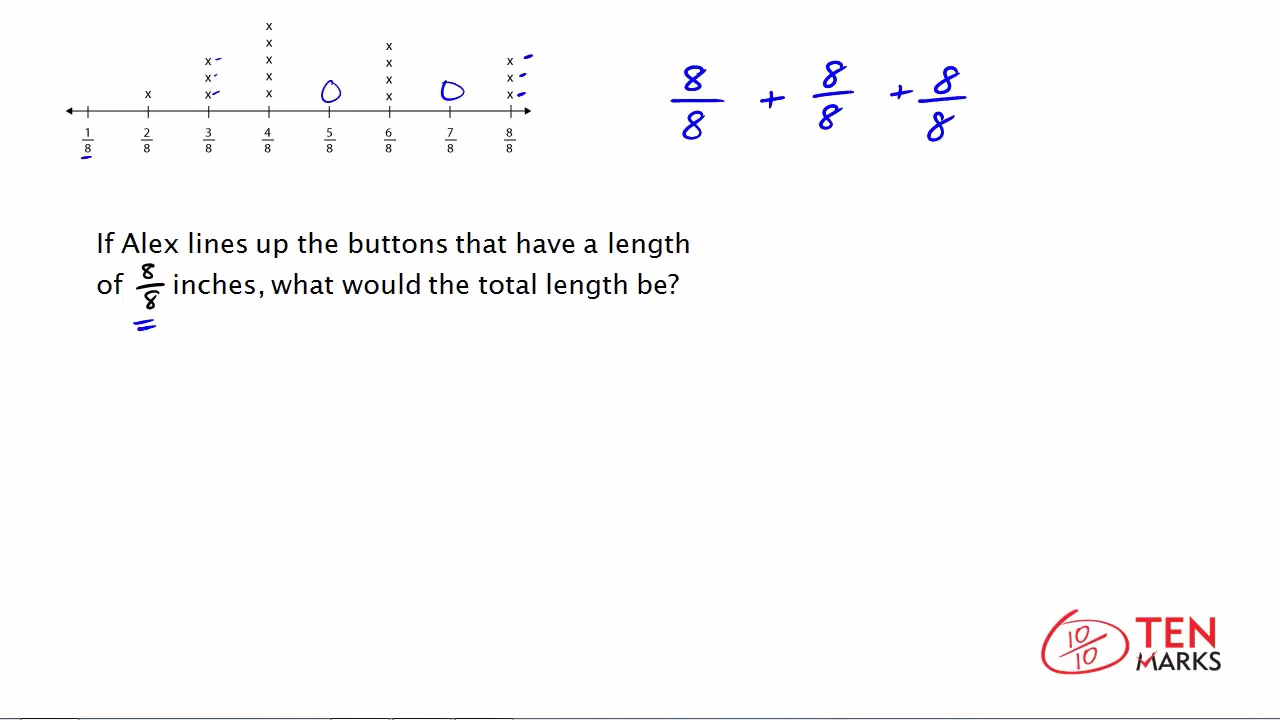 x
x
x x
x x x x
x x x x
x x x x x
1/8 2/8 3/8 4/8 5/8 6/8 7/8 8/8
8/8 + 8/8 + 8/8
If Alex lines up the buttons that have a length
of 8/8 inches, what would the total length be?
10/10 TEN
MARKS